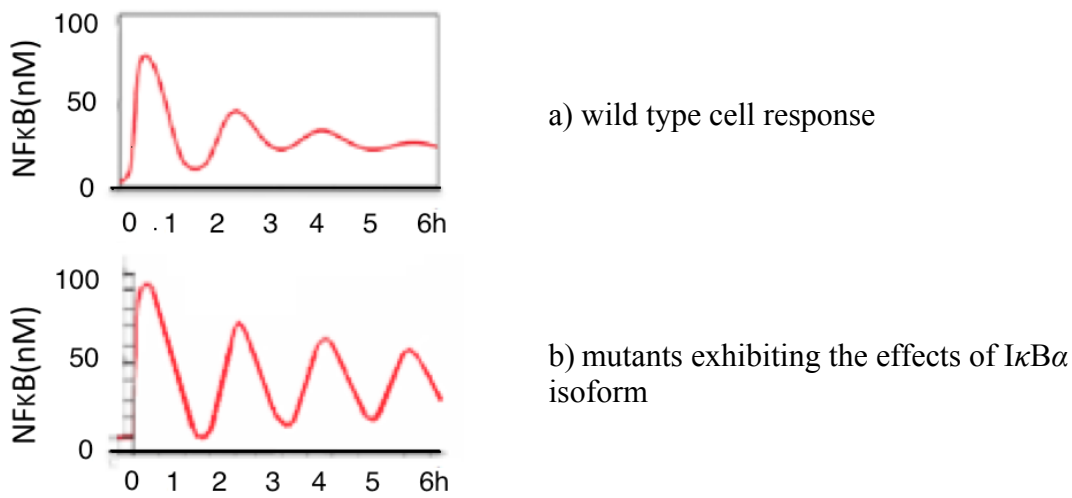 NFκB(nM)
100
50
0
0 . 1 2 3 4 5 6h
a) wild type cell response
NFκB(nM)
100
50
0
0 1 2 3 4 5 6h
b) mutants exhibiting the effects of IκBα
isoform